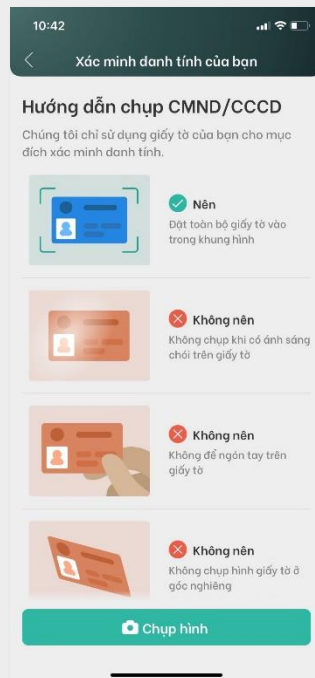 10:42
Xác minh danh tính của bạn
Hướng dẫn chụp CMND/CCCD
Chúng tôi chỉ sử dụng giấy tờ của bạn cho mục
đích xác minh danh tính.
Nên
Đặt toàn bộ giấy tờ vào
trong khung hình
Không nên
Không chụp khi có ánh sáng
chói trên giấy tờ
Không nên
Không để ngón tay trên
giấy tờ
Không nên
Không chụp hình giấy tờ ở
góc nghiêng
Chụp hình